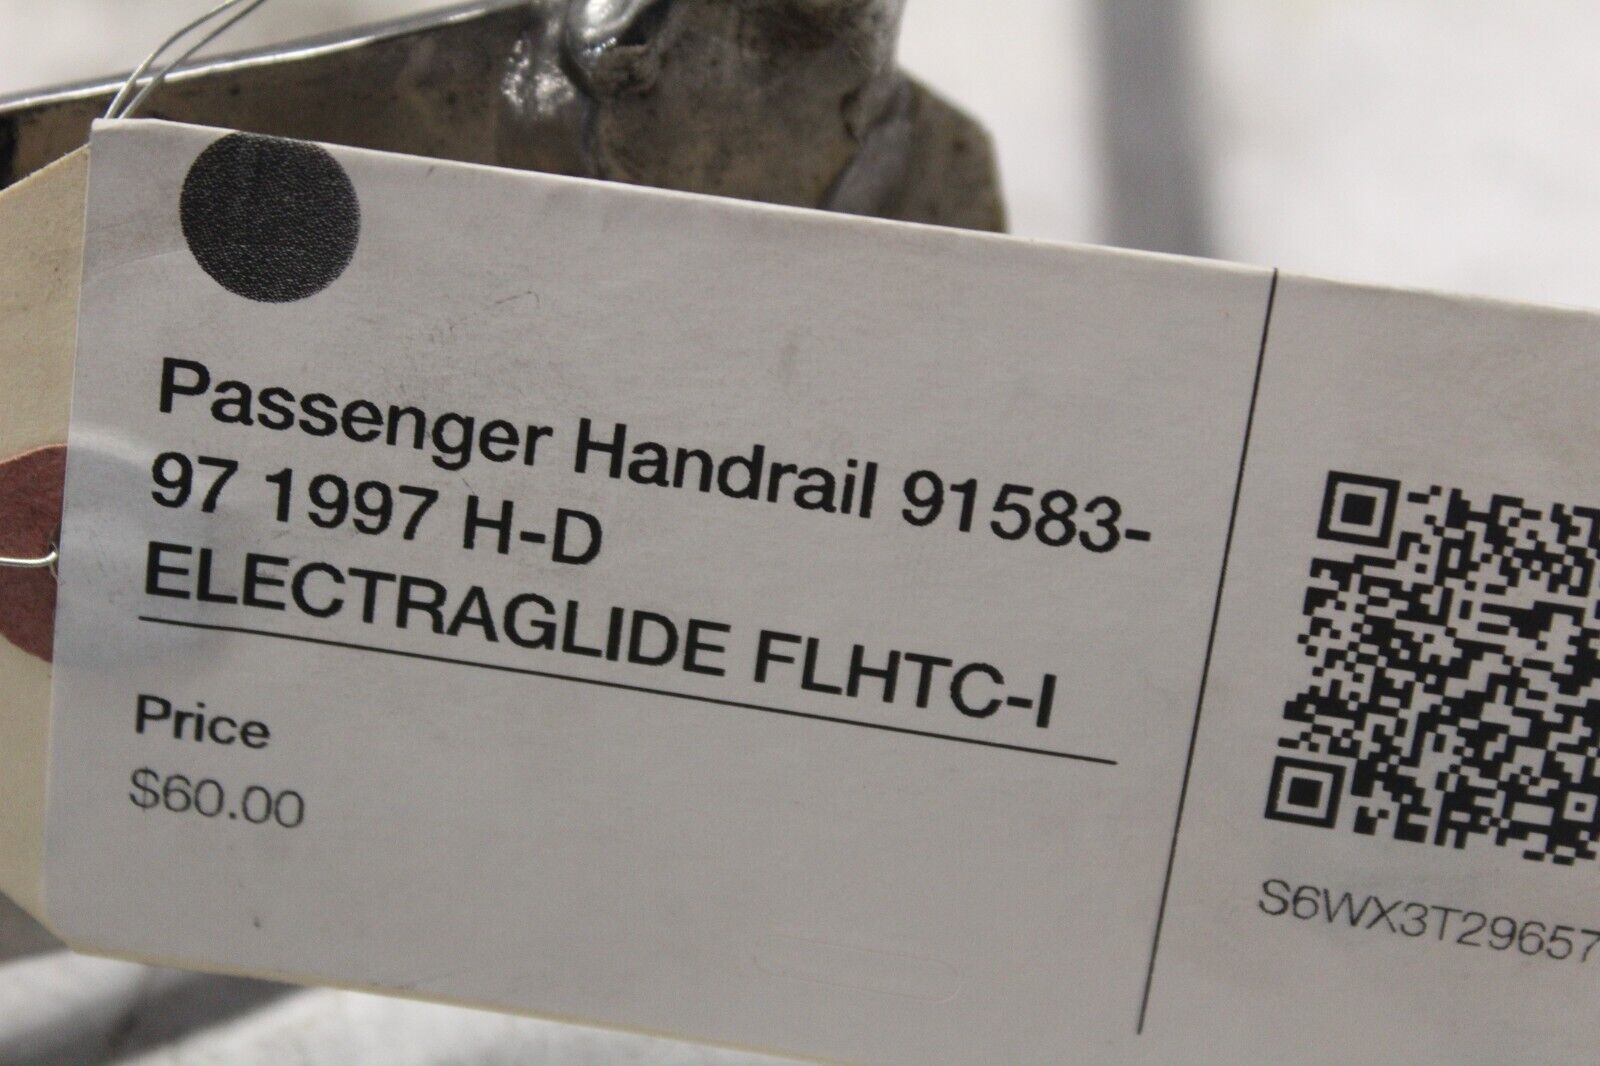 Passenger Handrail 91583-
97 1997 H-D
ELECTRAGLIDE FLHTC-I
Price
$60.00
S6WX3T29657